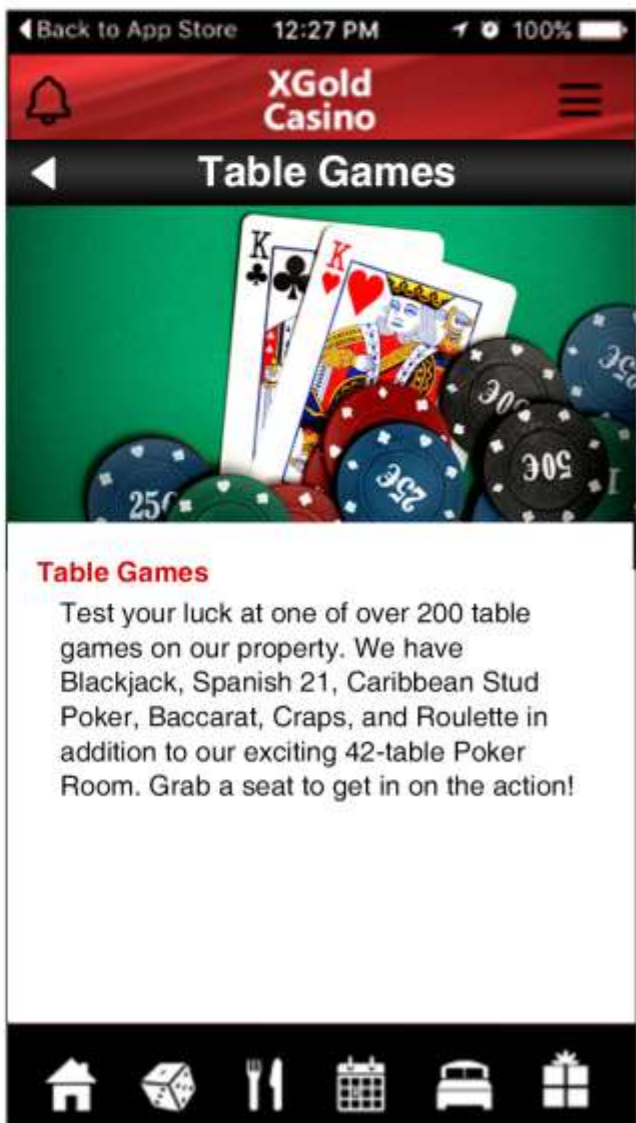 Back to App Store 12:27 PM 100%
XGold
Casino
Table Games
K K
25€
25€
50€
Table Games
Test your luck at one of over 200 table
games on our property. We have
Blackjack, Spanish 21, Caribbean Stud
Poker, Baccarat, Craps, and Roulette in
addition to our exciting 42-table Poker
Room. Grab a seat to get in on the action!